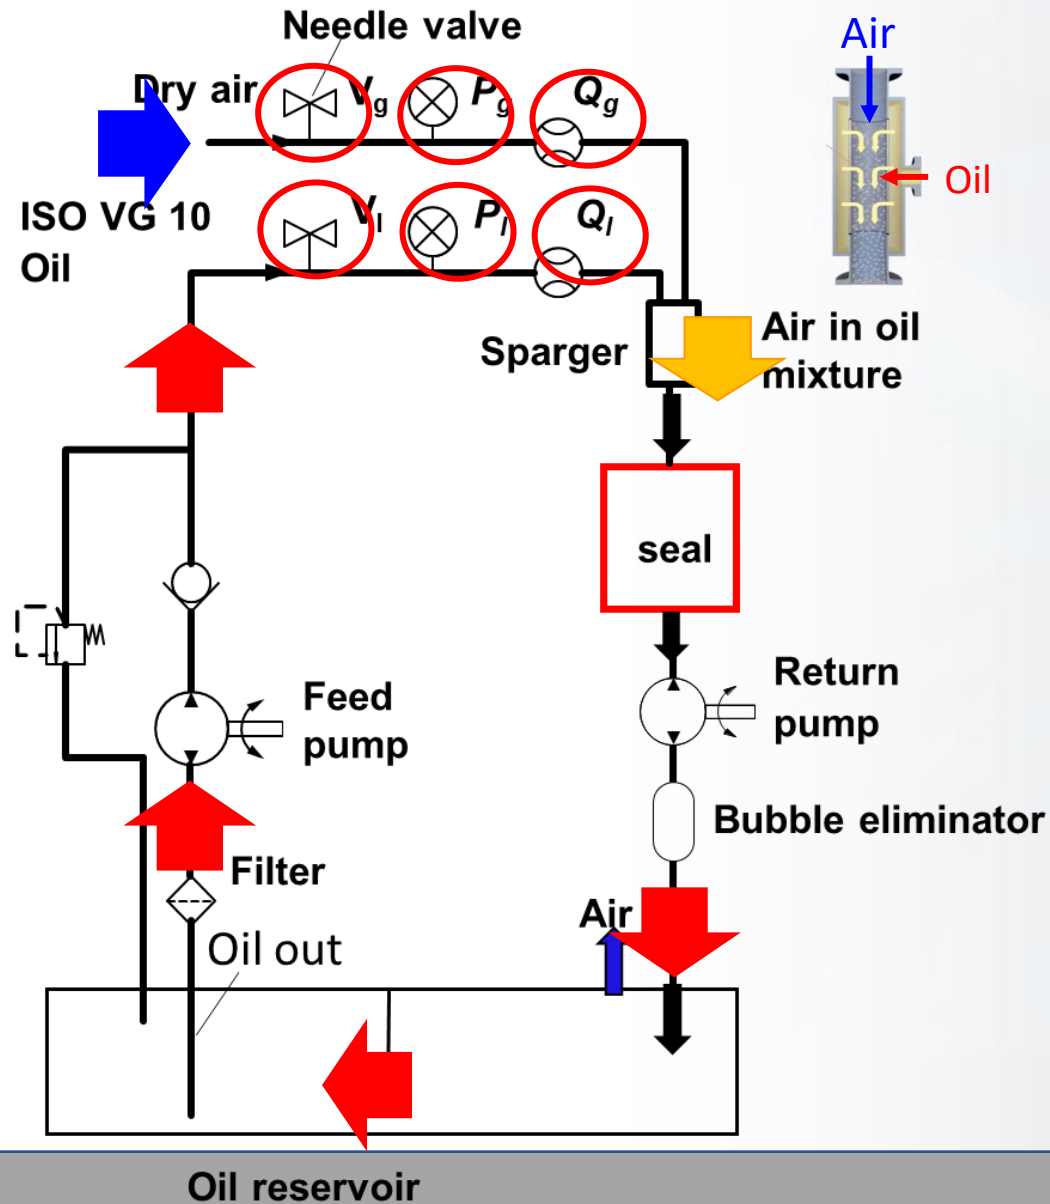 Needle valve
Air
Dry air
Vg
Pg
Qg
Oil
ISO VG 10
Oil
Vl
Pl
Ql
Sparger
Air in oil
mixture
seal
Feed
pump
Return
pump
Bubble eliminator
Filter
Air
Oil out
Oil reservoir